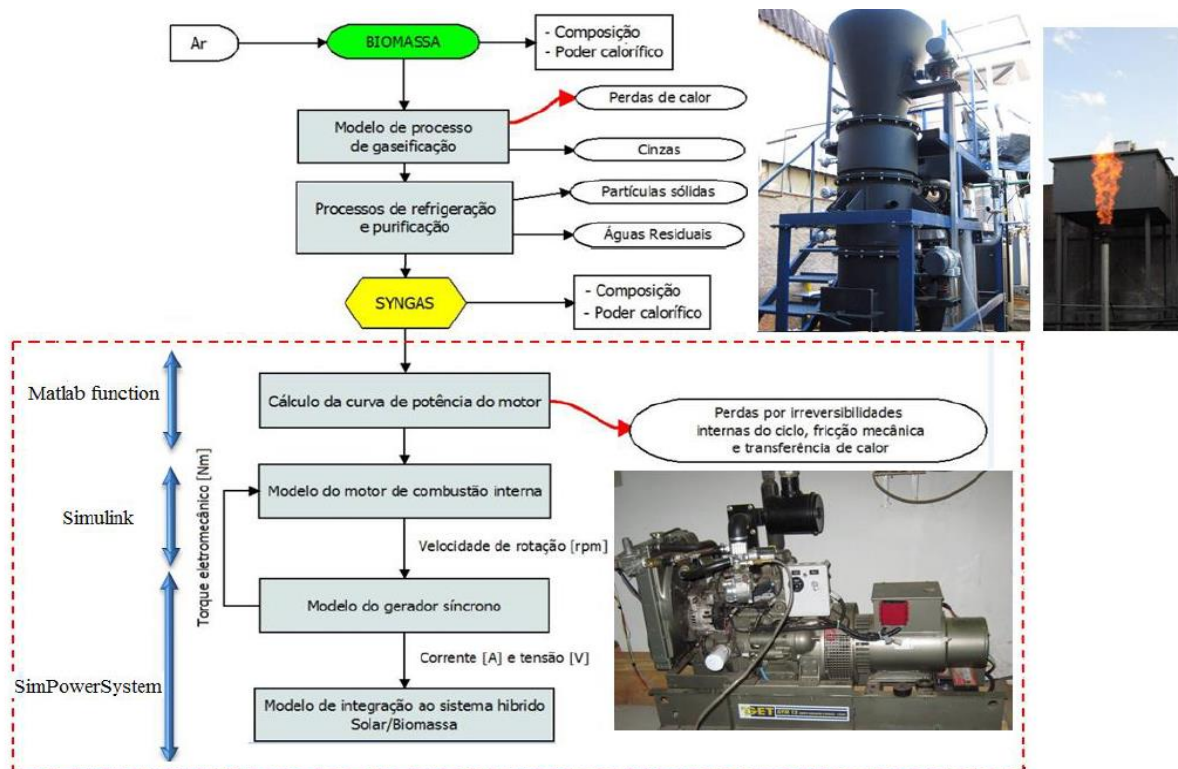 Ar
BIOMASSA
- Composição
- Poder calorífico
Perdas de calor
Modelo de processo
de gaseificação
Cinzas
Partículas sólidas
Processos de refrigeração
e purificação
Águas Residuais
SYNGAS
- Composição
- Poder calorífico
Matlab function
Cálculo da curva de potência do motor
Perdas por irreversibilidades
internas do ciclo, fricção mecânica
e transferência de calor
Torque eletromecânico [Nm]
Simulink
Modelo do motor de combustão interna
Velocidade de rotação [rpm]
Modelo do gerador síncrono
Corrente [A] e tensão [V]
SimPowerSystem
Modelo de integração ao sistema hibrido
Solar/Biomassa
GET